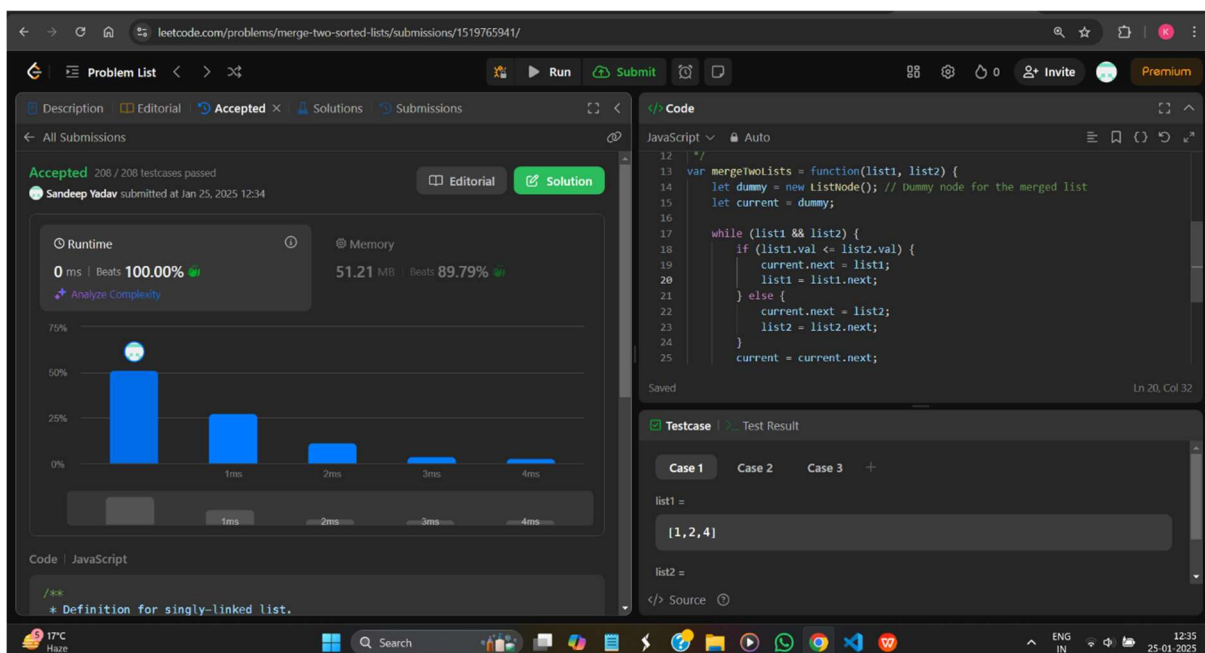 leetcode.com/problems/merge-two-sorted-lists/submissions/1519765941/
K
Problem List
Run
Submit
0
Invite
Premium
Description | Editorial | Accepted × | Solutions | Submissions
All Submissions
Accepted 208 / 208 testcases passed
Sandeep Yadav submitted at Jan 25, 2025 12:34
Editorial
Solution
Runtime
0 ms | Beats 100.00%
Analyze Complexity
Memory
51.21 MB | Beats 89.79%
75%
50%
25%
0%
1ms 2ms 3ms 4ms
1ms 2ms 3ms 4ms
Code | JavaScript
/**
* Definition for singly-linked list.
</> Code
JavaScript Auto
12 */
13 var mergeTwoLists = function(list1, list2) {
14 let dummy = new ListNode(); // Dummy node for the merged list
15 let current = dummy;
16
17 while (list1 && list2) {
18 if (list1.val <= list2.val) {
19 current.next = list1;
20 list1 = list1.next;
21 } else {
22 current.next = list2;
23 list2 = list2.next;
24 }
25 current = current.next;
Saved
Ln 20, Col 32
Testcase | >_ Test Result
Case 1 Case 2 Case 3 +
list1 =
[1,2,4]
list2 =
</> Source
5
17°C
Haze
Search
ENG
IN
12:35
25-01-2025